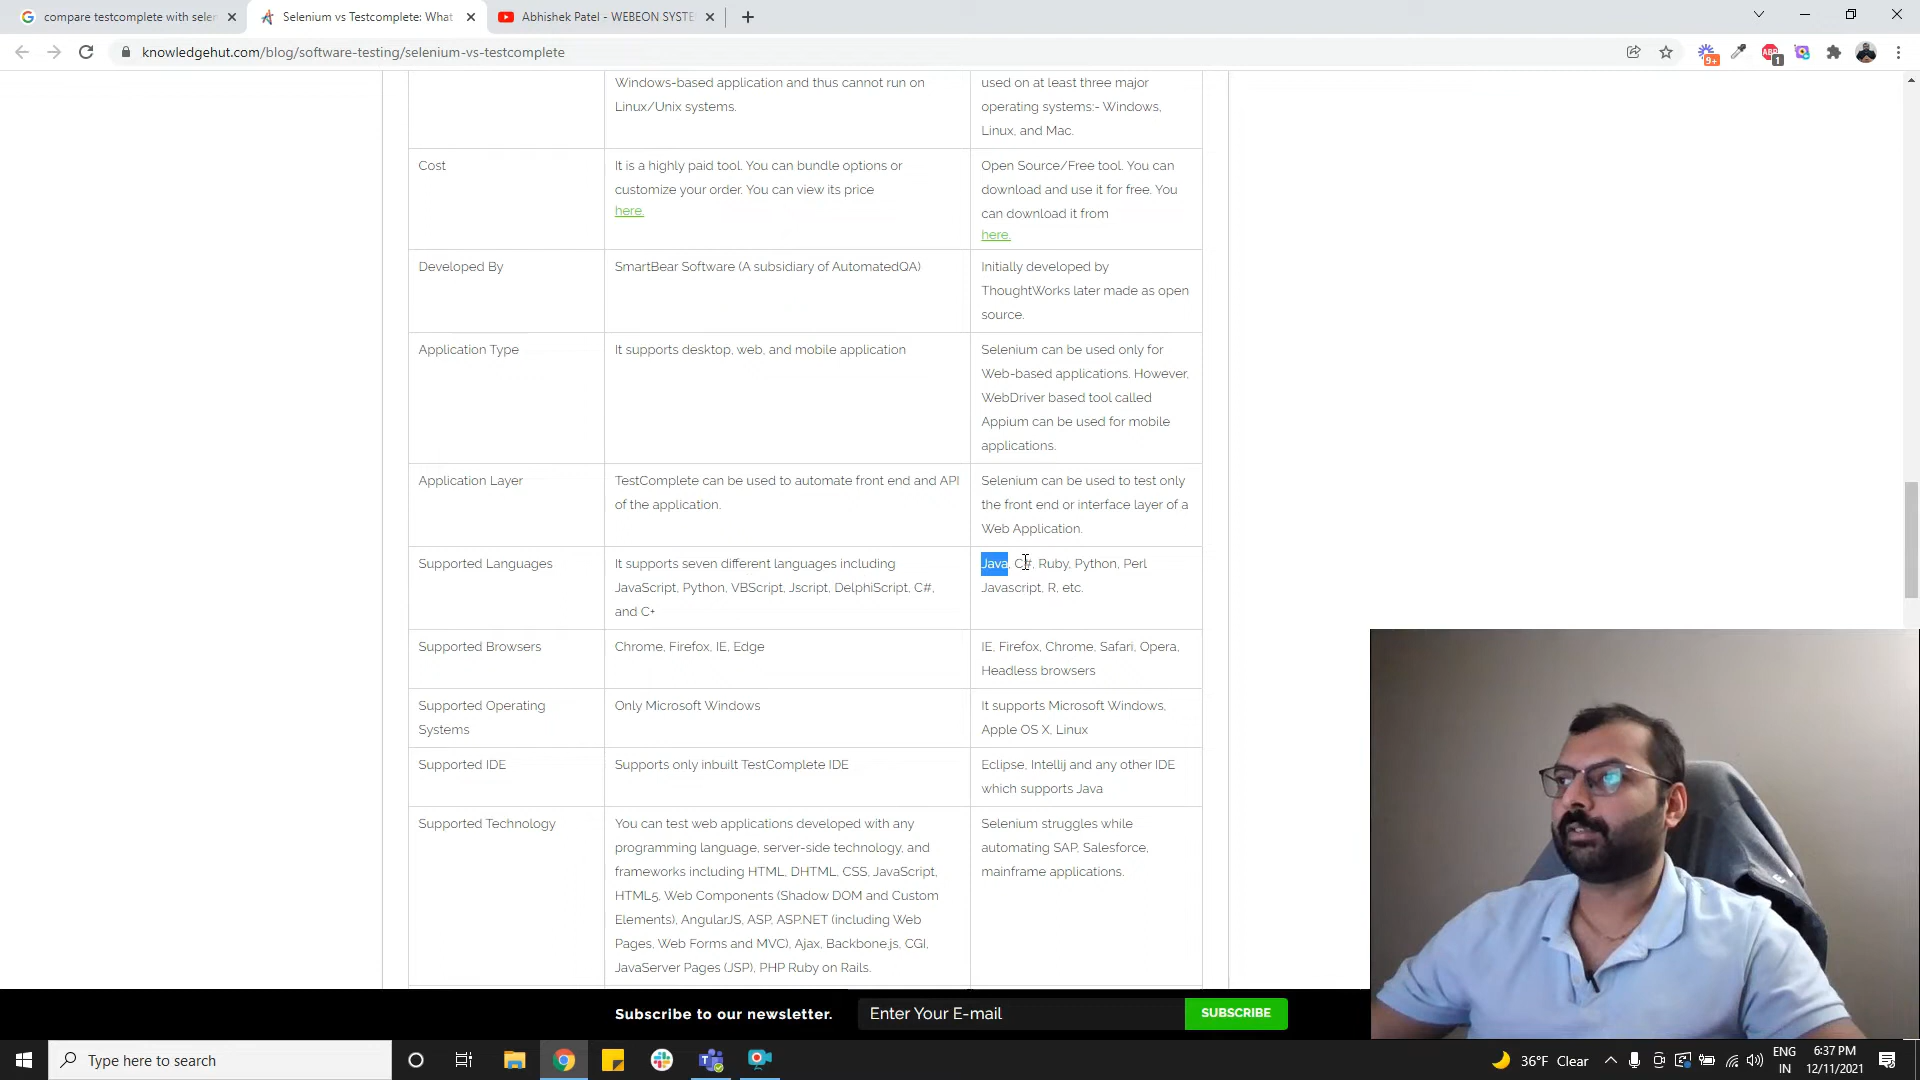 compare testcomplete with seler
Selenium vs Testcomplete: What
Abhishek Patel - WEBEON SYSTE
knowledgehut.com/blog/software-testing/selenium-vs-testcomplete
9+
ABP
1
Windows-based application and thus cannot run on
Linux/Unix systems.
used on at least three major
operating systems:- Windows,
Linux, and Mac.
Cost
It is a highly paid tool. You can bundle options or
customize your order. You can view its price
here.
Open Source/Free tool. You can
download and use it for free. You
can download it from
here.
Developed By
SmartBear Software (A subsidiary of AutomatedQA)
Initially developed by
ThoughtWorks later made as open
source.
Application Type
It supports desktop, web, and mobile application
Selenium can be used only for
Web-based applications. However,
WebDriver based tool called
Appium can be used for mobile
applications.
Application Layer
TestComplete can be used to automate front end and API
of the application.
Selenium can be used to test only
the front end or interface layer of a
Web Application.
Supported Languages
It supports seven different languages including
JavaScript, Python, VBScript, Jscript, DelphiScript, C#,
and C+
Java, C#, Ruby, Python, Perl
Javascript, R, etc.
Supported Browsers
Chrome, Firefox, IE, Edge
IE, Firefox, Chrome, Safari, Opera,
Headless browsers
Supported Operating
Systems
Only Microsoft Windows
It supports Microsoft Windows,
Apple OS X, Linux
Supported IDE
Supports only inbuilt TestComplete IDE
Eclipse, Intellij and any other IDE
which supports Java
Supported Technology
You can test web applications developed with any
programming language, server-side technology, and
frameworks including HTML, DHTML, CSS, JavaScript,
HTML5, Web Components (Shadow DOM and Custom
Elements), AngularJS, ASP, ASP.NET (including Web
Pages, Web Forms and MVC), Ajax, Backbone.js, CGI,
JavaServer Pages (JSP), PHP Ruby on Rails.
Selenium struggles while
automating SAP, Salesforce,
mainframe applications.
Subscribe to our newsletter.
Enter Your E-mail
SUBSCRIBE
Type here to search
36°F Clear
ENG
IN
6:37 PM
12/11/2021